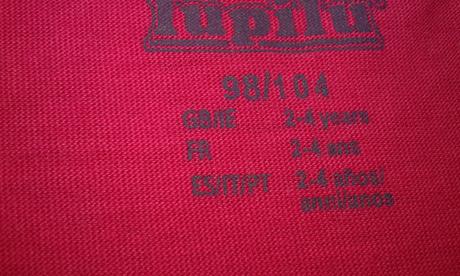 lupilu®
98/104
GB/IE 2-4 years
FR 2-4 ans
ES/IT/PT 2-4 años/
anni/anos